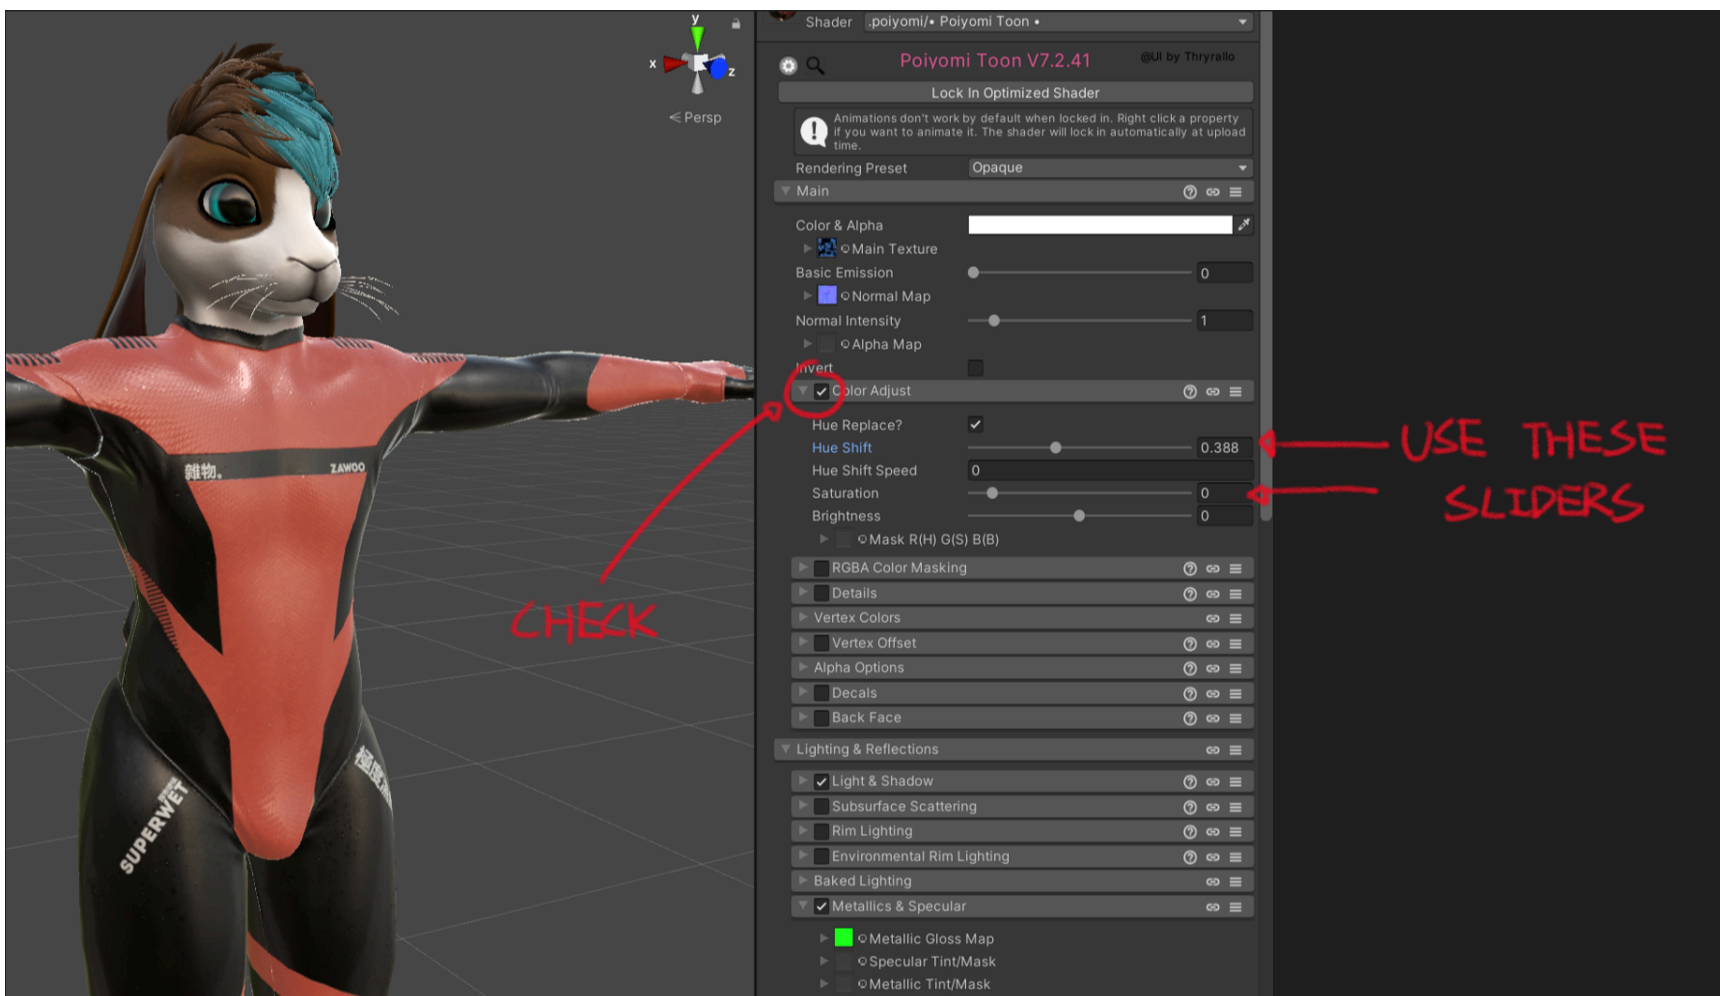 y
x
z
Persp
雜物。
ZAWOO
SUPERWET
Shader .poiyomi/• Poiyomi Toon •
Poiyomi Toon V7.2.41
@UI by Thryrallo
Lock In Optimized Shader
Animations don't work by default when locked in. Right click a property
if you want to animate it. The shader will lock in automatically at upload
time.
Rendering Preset Opaque
Main
Color & Alpha
Main Texture
Basic Emission 0
Normal Map
Normal Intensity 1
Alpha Map
Invert
Color Adjust
Hue Replace?
Hue Shift 0.388
Hue Shift Speed 0
Saturation 0
Brightness 0
Mask R(H) G(S) B(B)
RGBA Color Masking
Details
Vertex Colors
Vertex Offset
Alpha Options
Decals
Back Face
Lighting & Reflections
Light & Shadow
Subsurface Scattering
Rim Lighting
Environmental Rim Lighting
Baked Lighting
Metallics & Specular
Metallic Gloss Map
Specular Tint/Mask
Metallic Tint/Mask
CHECK
USE THESE
SLIDERS